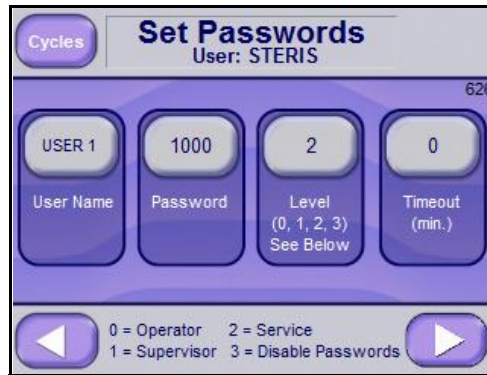 Cycles
Set Passwords
User: STERIS
626
USER 1
1000
2
0
User Name
Password
Level
(0, 1, 2, 3)
See Below
Timeout
(min.)
0 = Operator 2 = Service
1 = Supervisor 3 = Disable Passwords